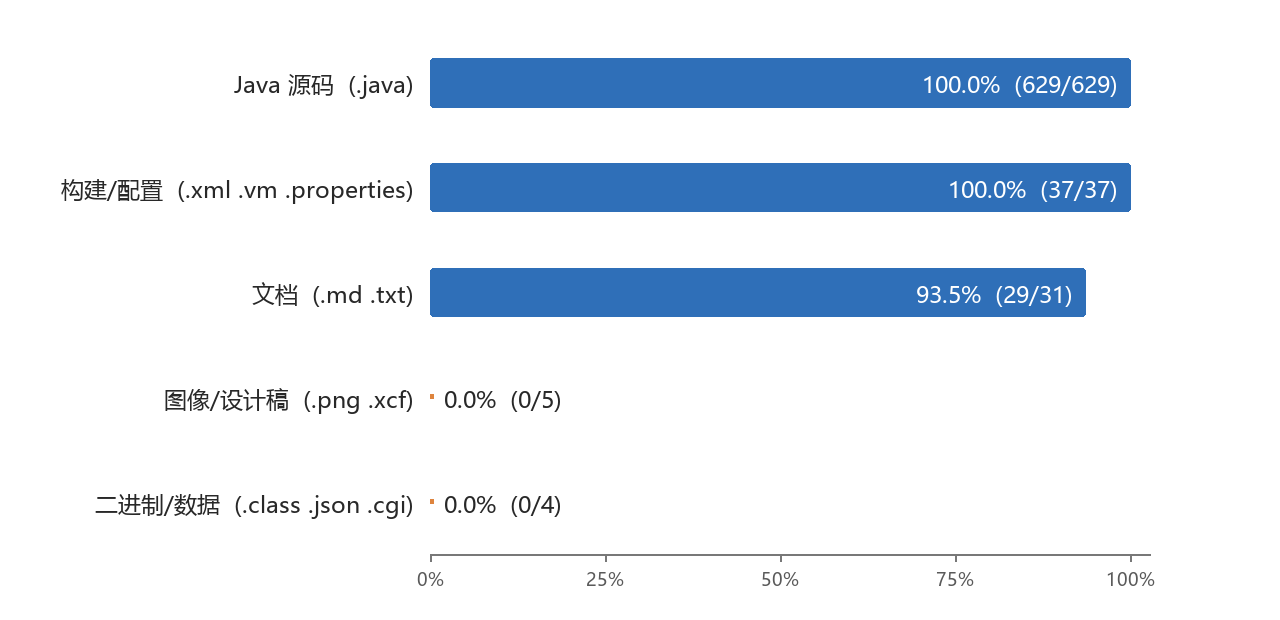 Java 源码 (.java) 100.0% (629/629)
构建/配置 (.xml .vm .properties) 100.0% (37/37)
文档 (.md .txt) 93.5% (29/31)
图像/设计稿 (.png .xcf) 0.0% (0/5)
二进制/数据 (.class .json .cgi) 0.0% (0/4)
0% 25% 50% 75% 100%